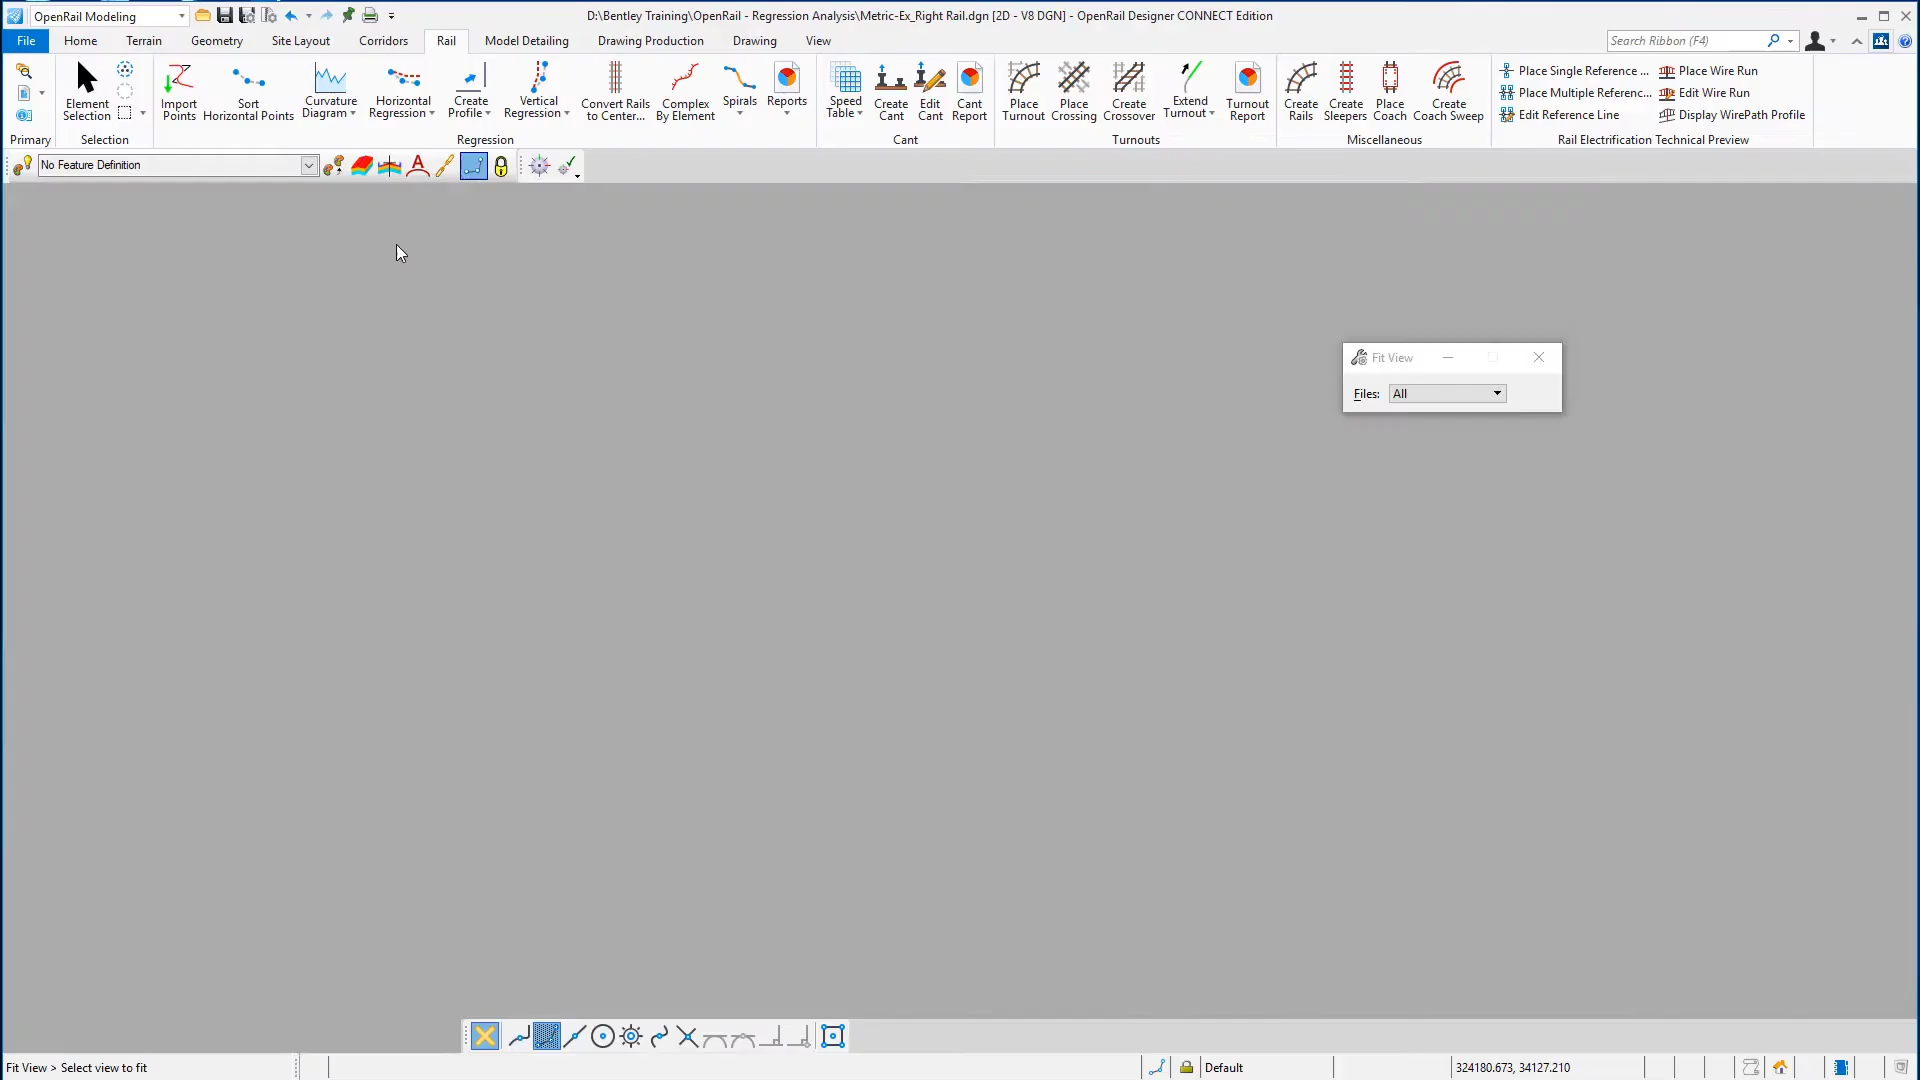 OpenRail Modeling
D:\Bentley Training\OpenRail - Regression Analysis\Metric-Ex_Right Rail.dgn [2D - V8 DGN] - OpenRail Designer CONNECT Edition
File Home Terrain Geometry Site Layout Corridors Rail Model Detailing Drawing Production Drawing View
Search Ribbon (F4)
Element Selection
Import Points
Sort Horizontal Points
Curvature Diagram
Horizontal Regression
Create Profile
Vertical Regression
Convert Rails to Center...
Complex By Element
Spirals
Reports
Speed Table
Create Cant
Edit Cant
Cant Report
Place Turnout
Place Crossing
Create Crossover
Extend Turnout
Turnout Report
Create Rails
Create Sleepers
Place Coach
Create Coach Sweep
Place Single Reference ...
Place Multiple Referenc...
Edit Reference Line
Place Wire Run
Edit Wire Run
Display WirePath Profile
Primary Selection Regression Cant Turnouts Miscellaneous Rail Electrification Technical Preview
No Feature Definition
Fit View
Files: All
Fit View > Select view to fit
Default
324180.673, 34127.210